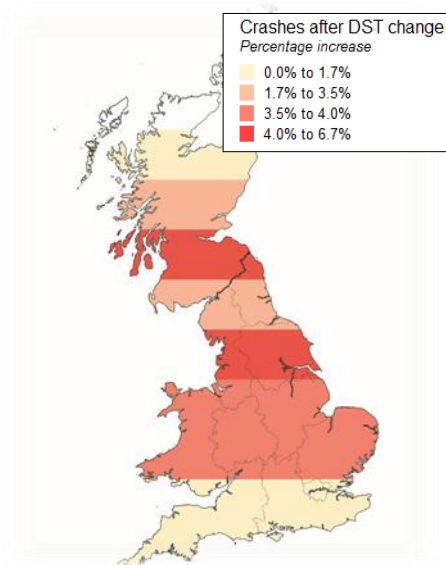 Crashes after DST change
Percentage increase
0.0% to 1.7%
1.7% to 3.5%
3.5% to 4.0%
4.0% to 6.7%